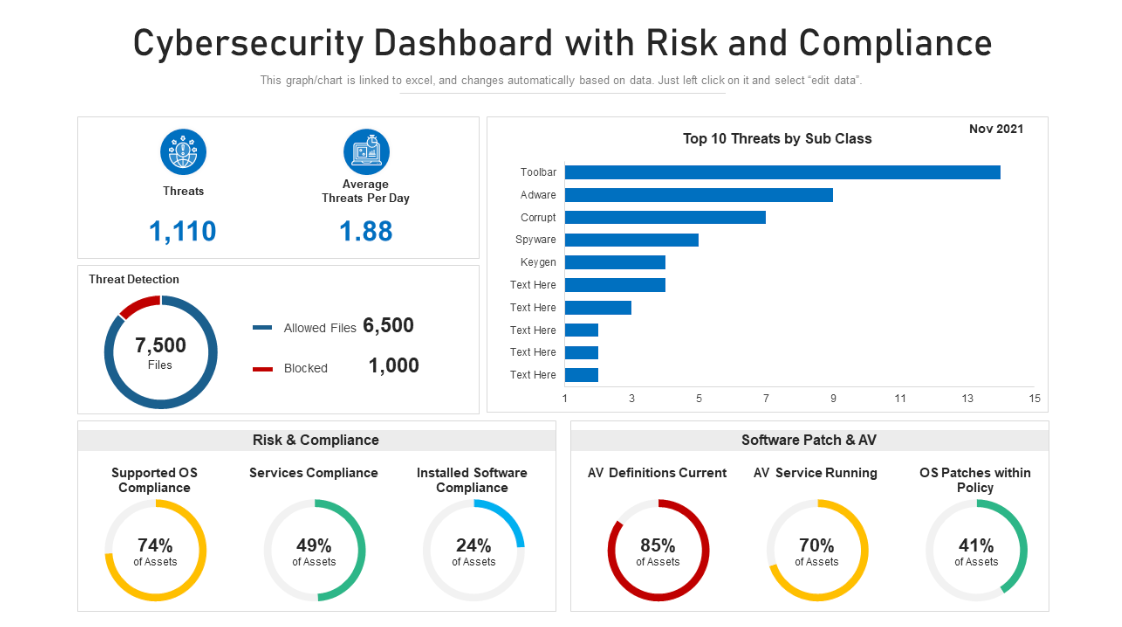 Cybersecurity Dashboard with Risk and Compliance
This graph/chart is linked to excel, and changes automatically based on data. Just left click on it and select “edit data”.
Threats
1,110
Average
Threats Per Day
1.88
Threat Detection
7,500
Files
Allowed Files 6,500
Blocked 1,000
Nov 2021
Top 10 Threats by Sub Class
Toolbar
Adware
Corrupt
Spyware
Keygen
Text Here
Text Here
Text Here
Text Here
Text Here
1 3 5 7 9 11 13 15
Risk & Compliance
Supported OS
Compliance
74%
of Assets
Services Compliance
49%
of Assets
Installed Software
Compliance
24%
of Assets
Software Patch & AV
AV Definitions Current
85%
of Assets
AV Service Running
70%
of Assets
OS Patches within
Policy
41%
of Assets